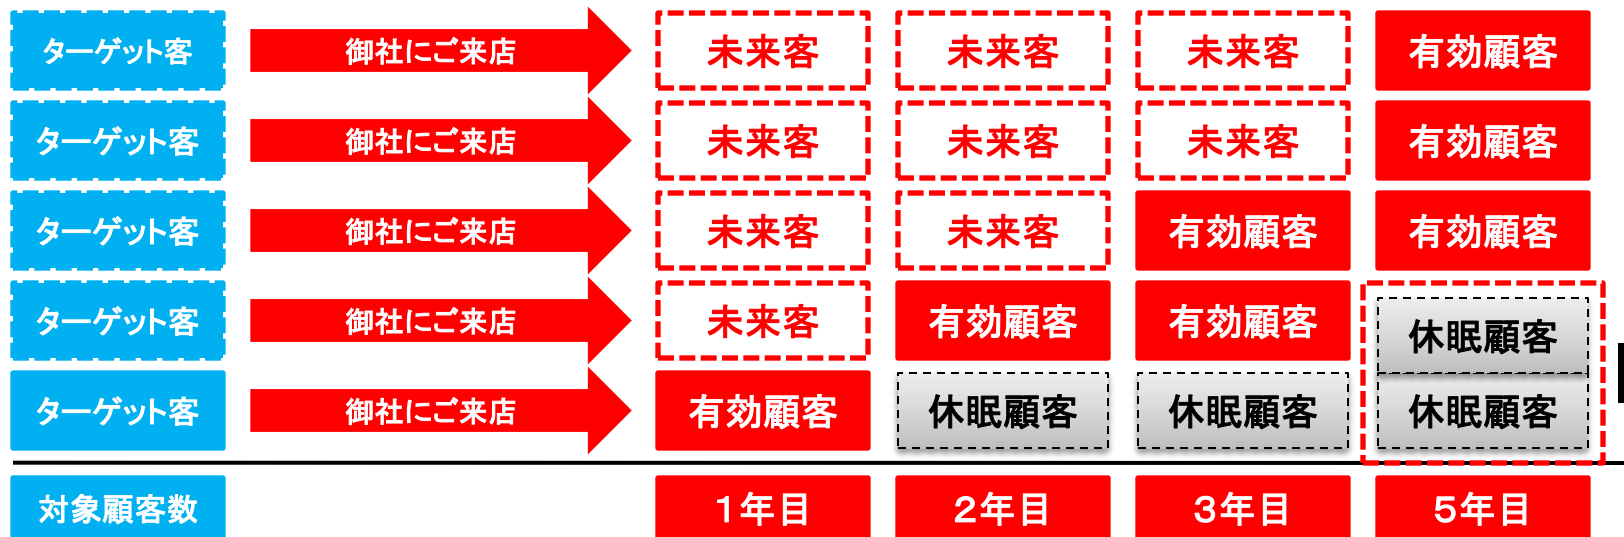 ターゲット客 御社にご来店 未来客 未来客 未来客 有効顧客
ターゲット客 御社にご来店 未来客 未来客 未来客 有効顧客
ターゲット客 御社にご来店 未来客 未来客 有効顧客 有効顧客
ターゲット客 御社にご来店 未来客 有効顧客 有効顧客 休眠顧客
ターゲット客 御社にご来店 有効顧客 休眠顧客 休眠顧客 休眠顧客
対象顧客数 1年目 2年目 3年目 5年目